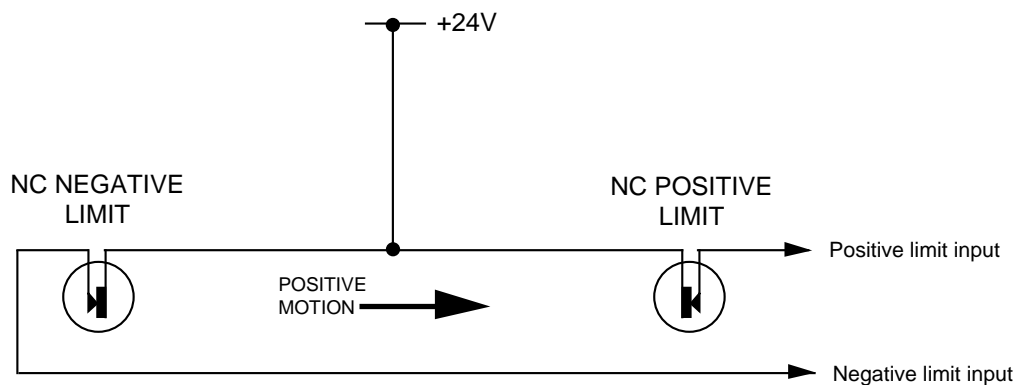 +24V
NC NEGATIVE
LIMIT
NC POSITIVE
LIMIT
Positive limit input
POSITIVE
MOTION
Negative limit input